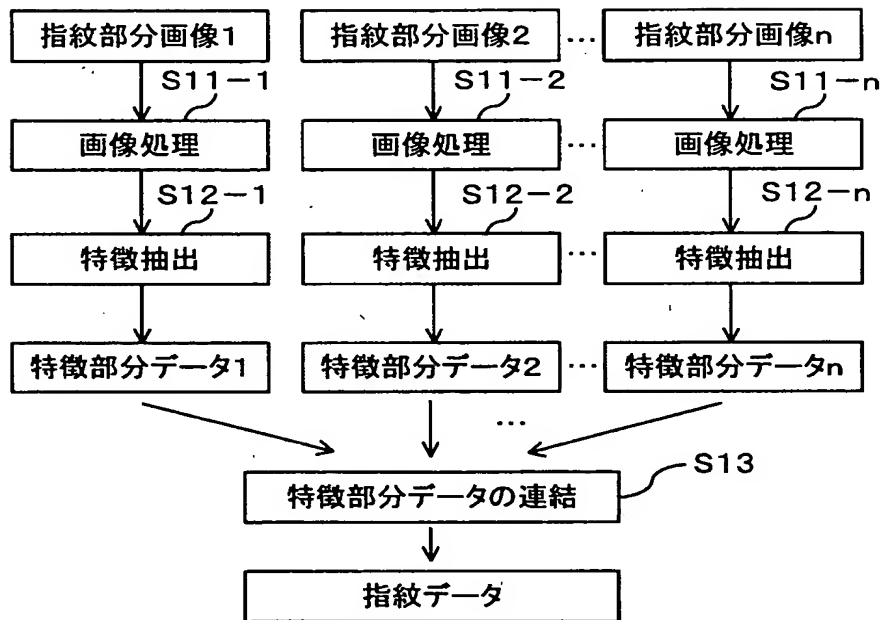 指紋部分画像1 指紋部分画像2 … 指紋部分画像n
S11-1 S11-2 S11-n
画像処理 画像処理 … 画像処理
S12-1 S12-2 S12-n
特徴抽出 特徴抽出 … 特徴抽出
特徴部分データ1 特徴部分データ2 … 特徴部分データn
…
特徴部分データの連結 S13
指紋データ